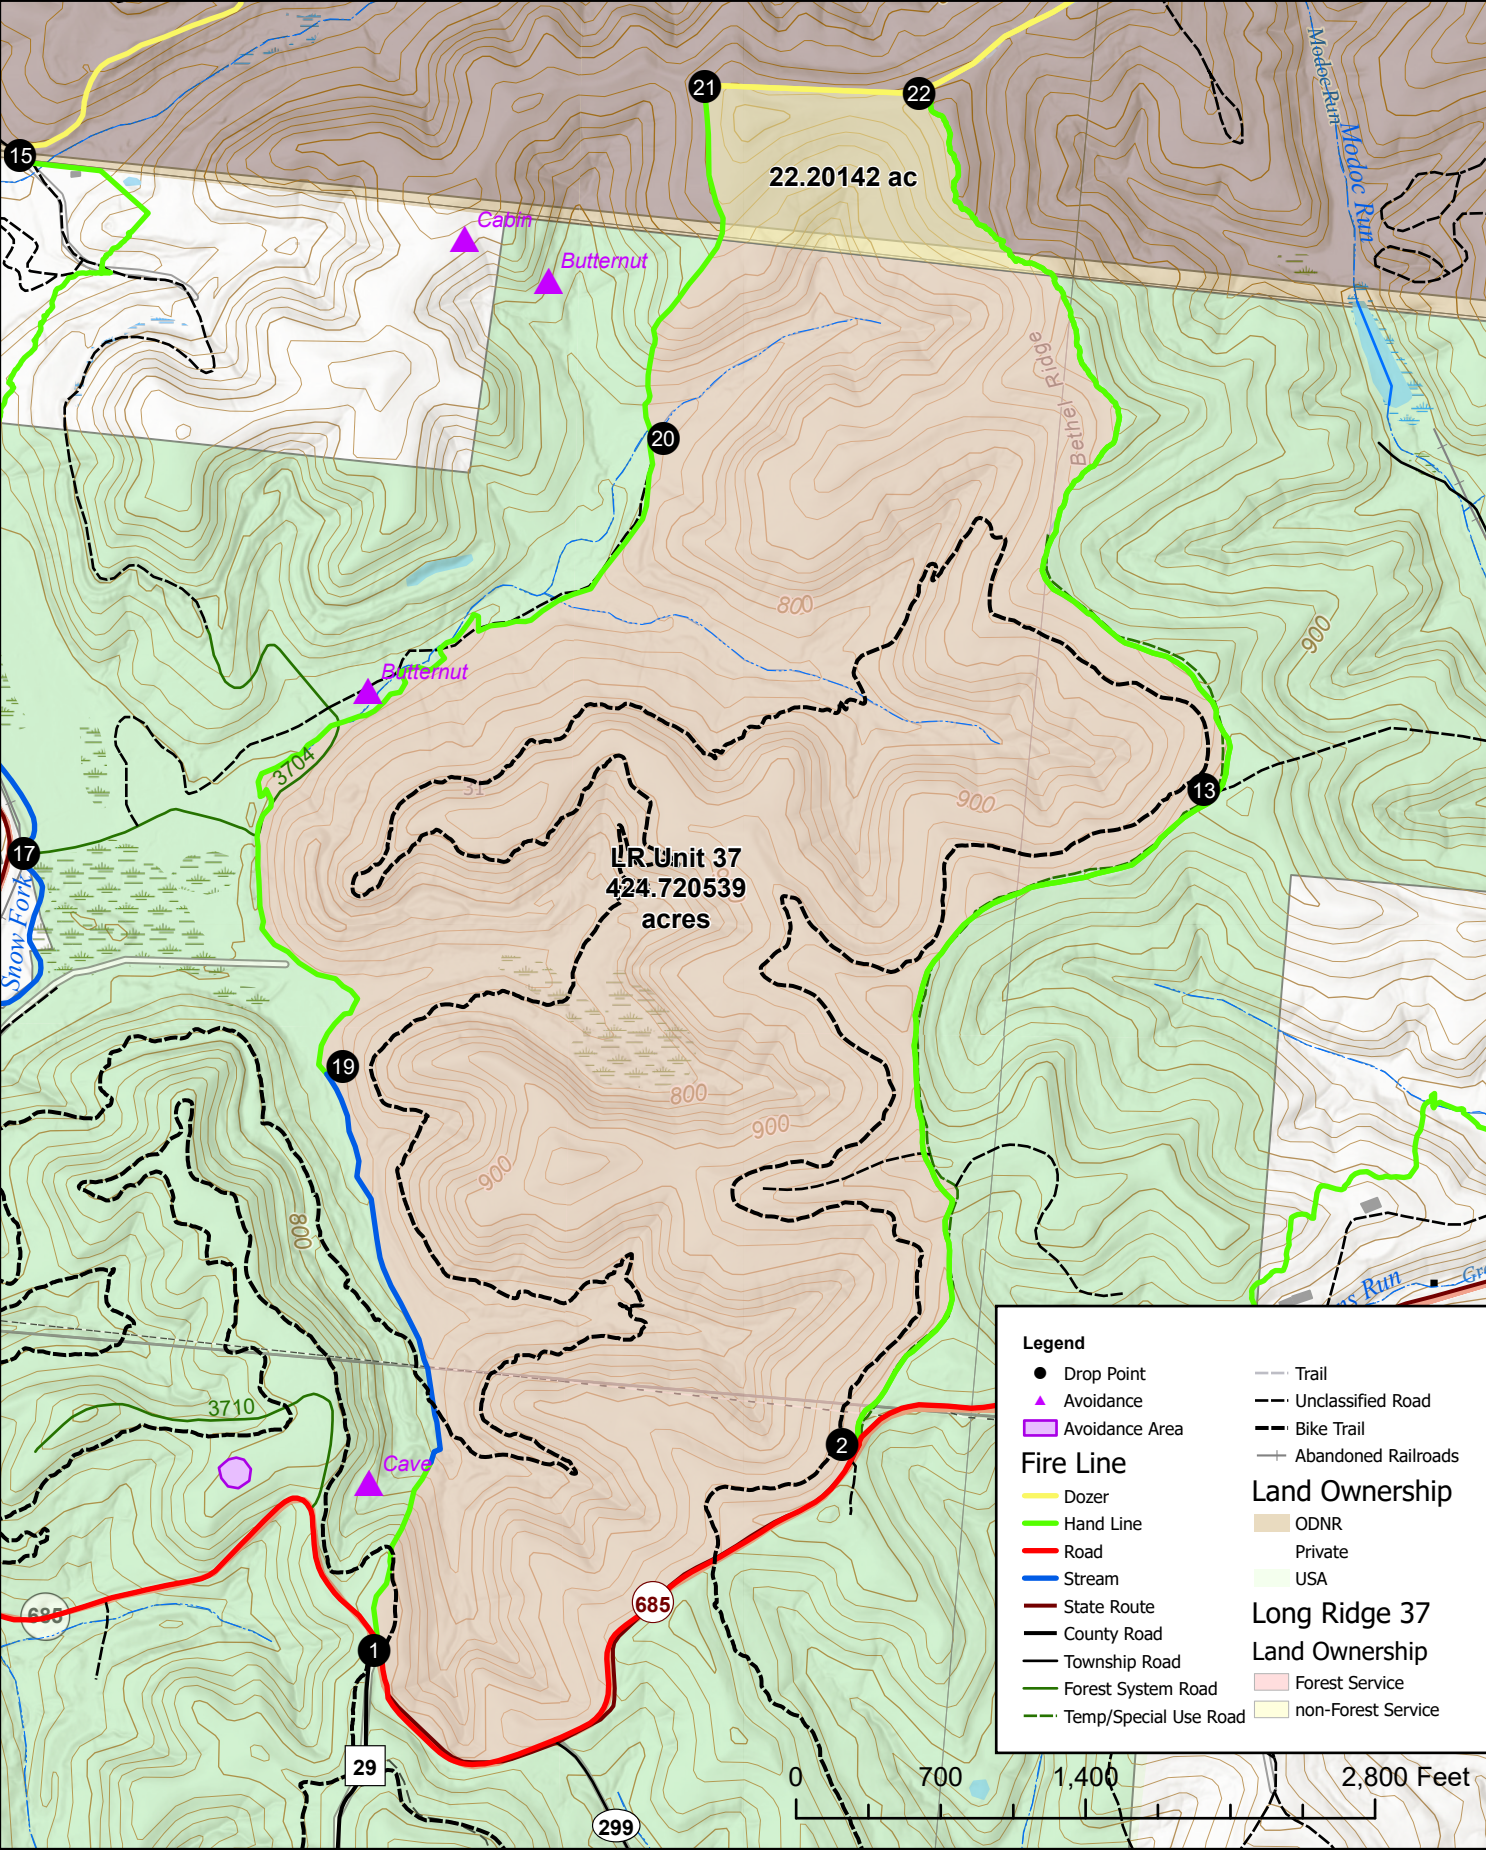 Modoc Run
Modoc Run
21
22
15
22.20142 ac
Cabin
Butternut
Bethel Ridge
20
800
900
Butternut
3704
31
900
13
17
LR Unit 37
424.720539
acres
Snow Fork
19
800
900
900
800
ns Run
3710
2
Cave
685
685
1
29
299
Legend
Drop Point
Avoidance
Avoidance Area
Fire Line
Dozer
Hand Line
Road
Stream
State Route
County Road
Township Road
Forest System Road
Temp/Special Use Road
Trail
Unclassified Road
Bike Trail
Abandoned Railroads
Land Ownership
ODNR
Private
USA
Long Ridge 37
Land Ownership
Forest Service
non-Forest Service
0 700 1,400 2,800 Feet